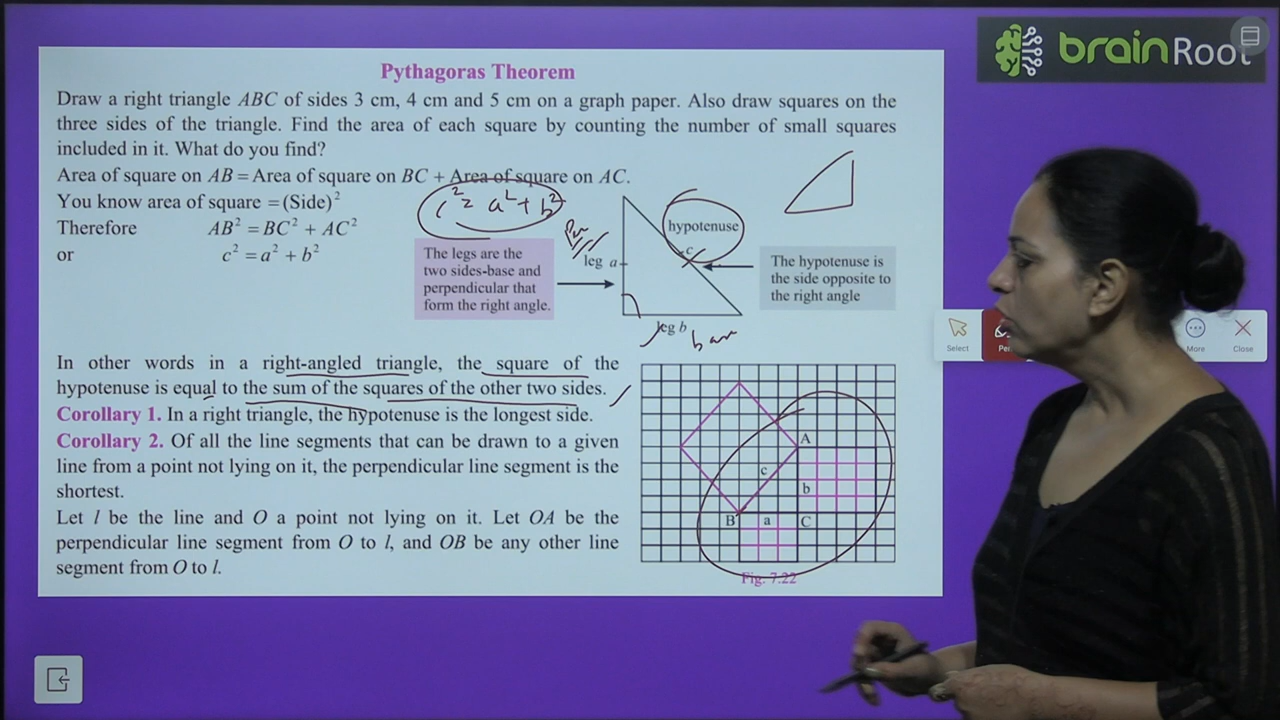 brainRoot
Pythagoras Theorem
Draw a right triangle ABC of sides 3 cm, 4 cm and 5 cm on a graph paper. Also draw squares on the
three sides of the triangle. Find the area of each square by counting the number of small squares
included in it. What do you find?
Area of square on AB = Area of square on BC + Area of square on AC.
You know area of square = (Side)²
Therefore AB² = BC² + AC²
or c² = a² + b²
c² = a² + b²
The legs are the
two sides-base and
perpendicular that
form the right angle.
leg a
hypotenuse
c
leg b
The hypotenuse is
the side opposite to
the right angle
In other words in a right-angled triangle, the square of the
hypotenuse is equal to the sum of the squares of the other two sides.
Corollary 1. In a right triangle, the hypotenuse is the longest side.
Corollary 2. Of all the line segments that can be drawn to a given
line from a point not lying on it, the perpendicular line segment is the
shortest.
Let l be the line and O a point not lying on it. Let OA be the
perpendicular line segment from O to l, and OB be any other line
segment from O to l.
A
c
b
B a C
Fig. 7.22
Select
More
Close